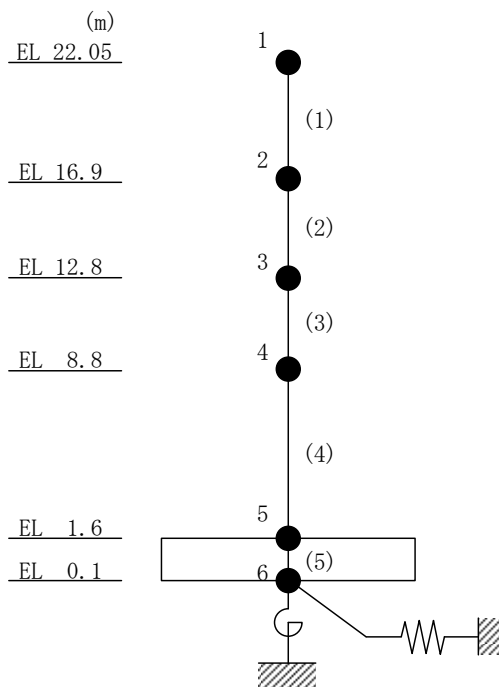 (m)
EL 22.05
1
(1)
EL 16.9
2
(2)
EL 12.8
3
(3)
EL 8.8
4
(4)
EL 1.6
5
(5)
EL 0.1
6